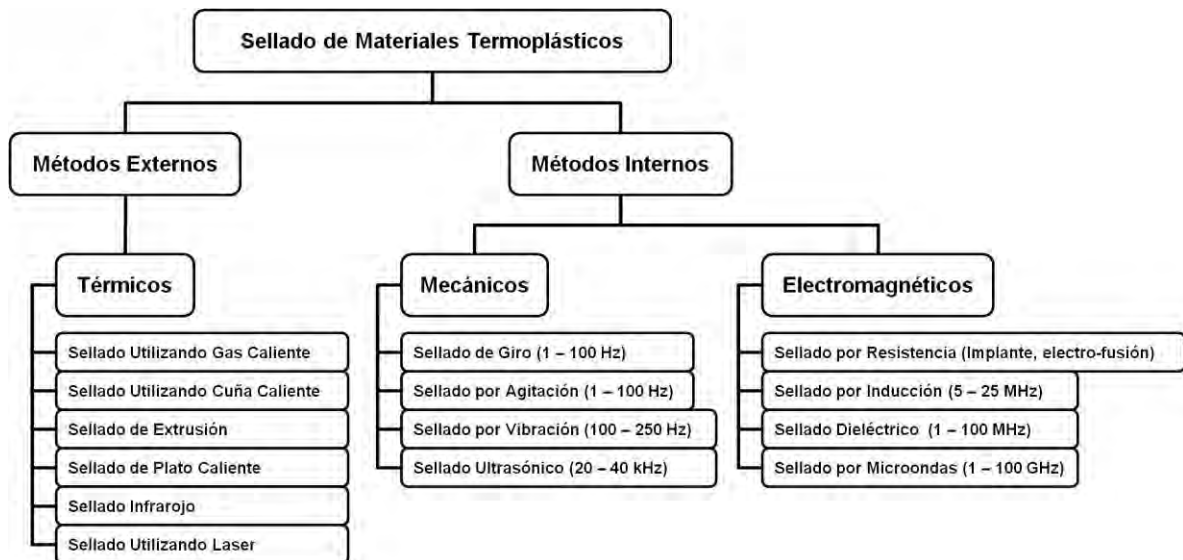 Sellado de Materiales Termoplásticos
Métodos Externos
Métodos Internos
Térmicos
Mecánicos
Electromagnéticos
Sellado Utilizando Gas Caliente
Sellado Utilizando Cuña Caliente
Sellado de Extrusión
Sellado de Plato Caliente
Sellado Infrarojo
Sellado Utilizando Laser
Sellado de Giro (1 – 100 Hz)
Sellado por Agitación (1 – 100 Hz)
Sellado por Vibración (100 – 250 Hz)
Sellado Ultrasónico (20 – 40 kHz)
Sellado por Resistencia (Implante, electro-fusión)
Sellado por Inducción (5 – 25 MHz)
Sellado Dieléctrico (1 – 100 MHz)
Sellado por Microondas (1 – 100 GHz)